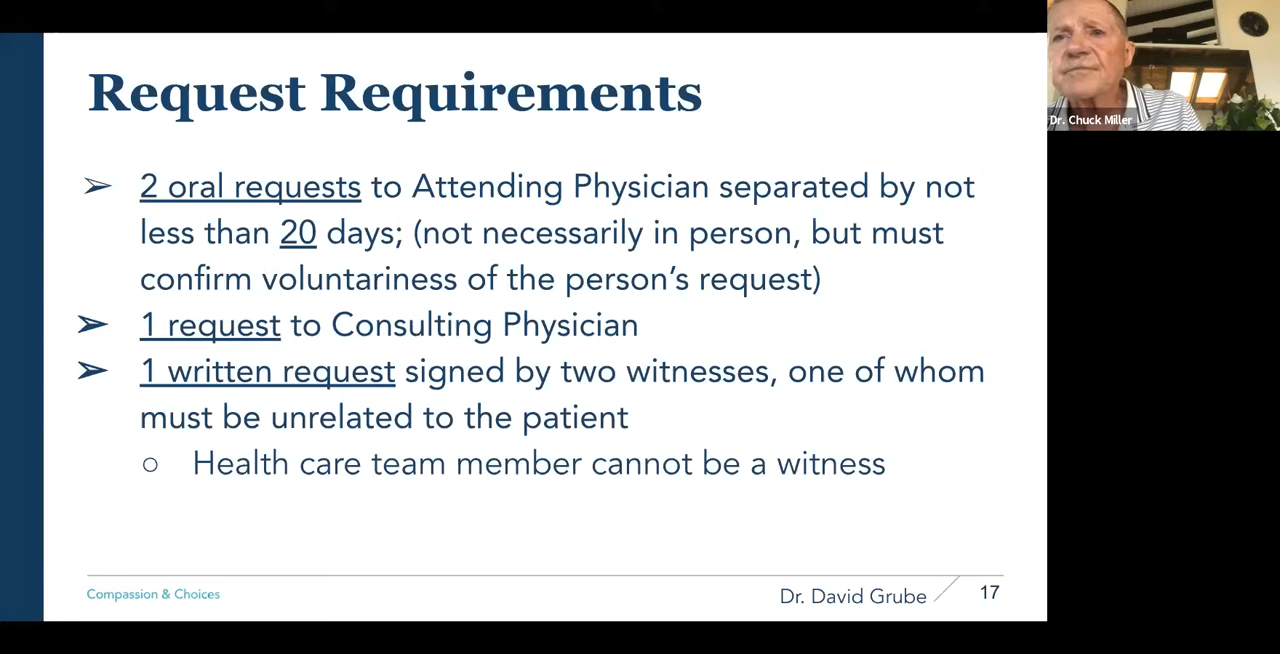 Request Requirements
➢ 2 oral requests to Attending Physician separated by not
less than 20 days; (not necessarily in person, but must
confirm voluntariness of the person’s request)
➢ 1 request to Consulting Physician
➢ 1 written request signed by two witnesses, one of whom
must be unrelated to the patient
○ Health care team member cannot be a witness
Compassion & Choices
Dr. David Grube
17
Dr. Chuck Miller